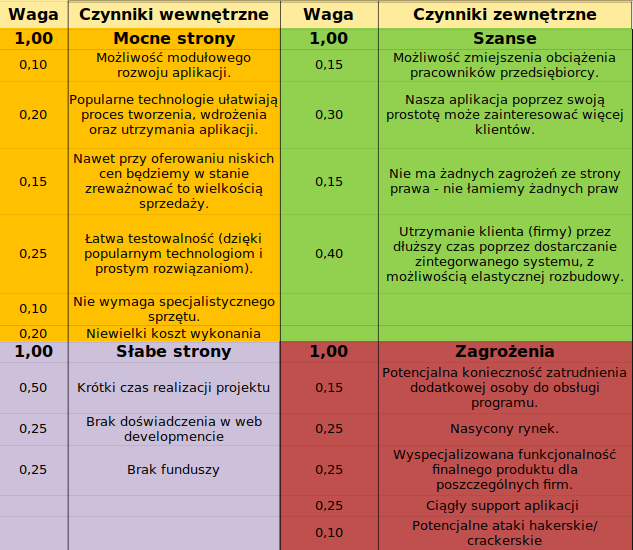 Waga Czynniki wewnętrzne Waga Czynniki zewnętrzne
1,00 Mocne strony 1,00 Szanse
0,10 Możliwość modułowego
rozwoju aplikacji.
0,15 Możliwość zmiejszenia obciążenia
pracowników przedsiębiorcy.
0,20 Popularne technologie ułatwiają
proces tworzenia, wdrożenia
oraz utrzymania aplikacji.
0,30 Nasza aplikacja poprzez swoją
prostotę może zainteresować więcej
klientów.
0,15 Nawet przy oferowaniu niskich
cen będziemy w stanie
zreważnować to wielkością
sprzedaży.
0,15 Nie ma żadnych zagrożeń ze strony
prawa - nie łamiemy żadnych praw
0,25 Łatwa testowalność (dzięki
popularnym technologiom i
prostym rozwiązaniom).
0,40 Utrzymanie klienta (firmy) przez
dłuższy czas poprzez dostarczanie
zintegorwanego systemu, z
możliwością elastycznej rozbudowy.
0,10 Nie wymaga specjalistycznego
sprzętu.
0,20 Niewielki koszt wykonania
1,00 Słabe strony 1,00 Zagrożenia
0,50 Krótki czas realizacji projektu
0,15 Potencjalna konieczność zatrudnienia
dodatkowej osoby do obsługi
programu.
0,25 Brak doświadczenia w web
developmencie
0,25 Nasycony rynek.
0,25 Brak funduszy
0,25 Wyspecjalizowana funkcjonalność
finalnego produktu dla
poszczególnych firm.
0,25 Ciągły support aplikacji
0,10 Potencjalne ataki hakerskie/
crackerskie